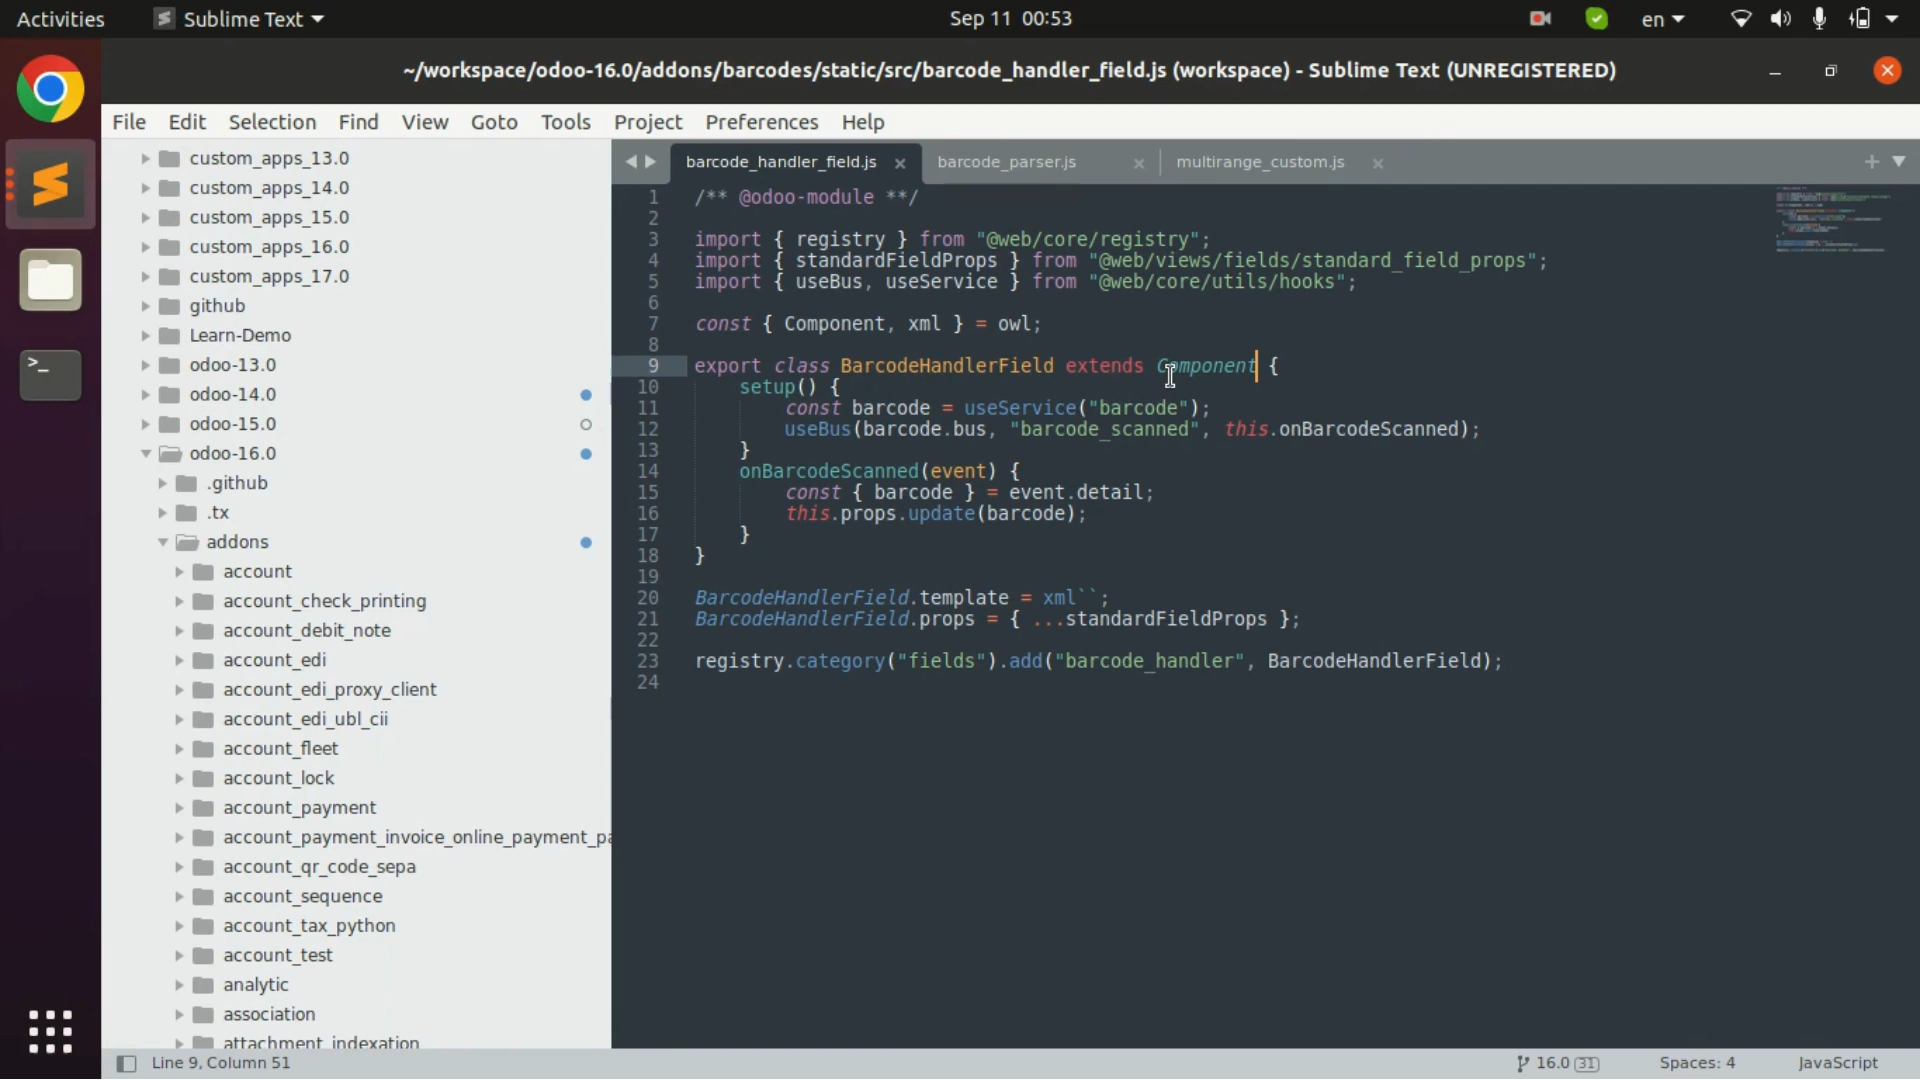 Activities
Sublime Text
Sep 11 00:53
en
~/workspace/odoo-16.0/addons/barcodes/static/src/barcode_handler_field.js (workspace) - Sublime Text (UNREGISTERED)
File Edit Selection Find View Goto Tools Project Preferences Help
custom_apps_13.0
custom_apps_14.0
custom_apps_15.0
custom_apps_16.0
custom_apps_17.0
github
Learn-Demo
odoo-13.0
odoo-14.0
odoo-15.0
odoo-16.0
.github
.tx
addons
account
account_check_printing
account_debit_note
account_edi
account_edi_proxy_client
account_edi_ubl_cii
account_fleet
account_lock
account_payment
account_payment_invoice_online_payment_pa
account_qr_code_sepa
account_sequence
account_tax_python
account_test
analytic
association
attachment_indexation
barcode_handler_field.js
barcode_parser.js
multirange_custom.js
1 /** @odoo-module **/
2
3 import { registry } from "@web/core/registry";
4 import { standardFieldProps } from "@web/views/fields/standard_field_props";
5 import { useBus, useService } from "@web/core/utils/hooks";
6
7 const { Component, xml } = owl;
8
9 export class BarcodeHandlerField extends Component {
10 setup() {
11 const barcode = useService("barcode");
12 useBus(barcode.bus, "barcode_scanned", this.onBarcodeScanned);
13 }
14 onBarcodeScanned(event) {
15 const { barcode } = event.detail;
16 this.props.update(barcode);
17 }
18 }
19
20 BarcodeHandlerField.template = xml``;
21 BarcodeHandlerField.props = { ...standardFieldProps };
22
23 registry.category("fields").add("barcode_handler", BarcodeHandlerField);
24
Line 9, Column 51
16.0 31
Spaces: 4
JavaScript